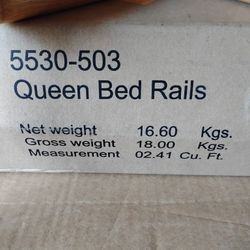 5530-503
Queen Bed Rails
Net weight 16.60 Kgs.
Gross weight 18.00 Kgs.
Measurement 02.41 Cu. Ft.